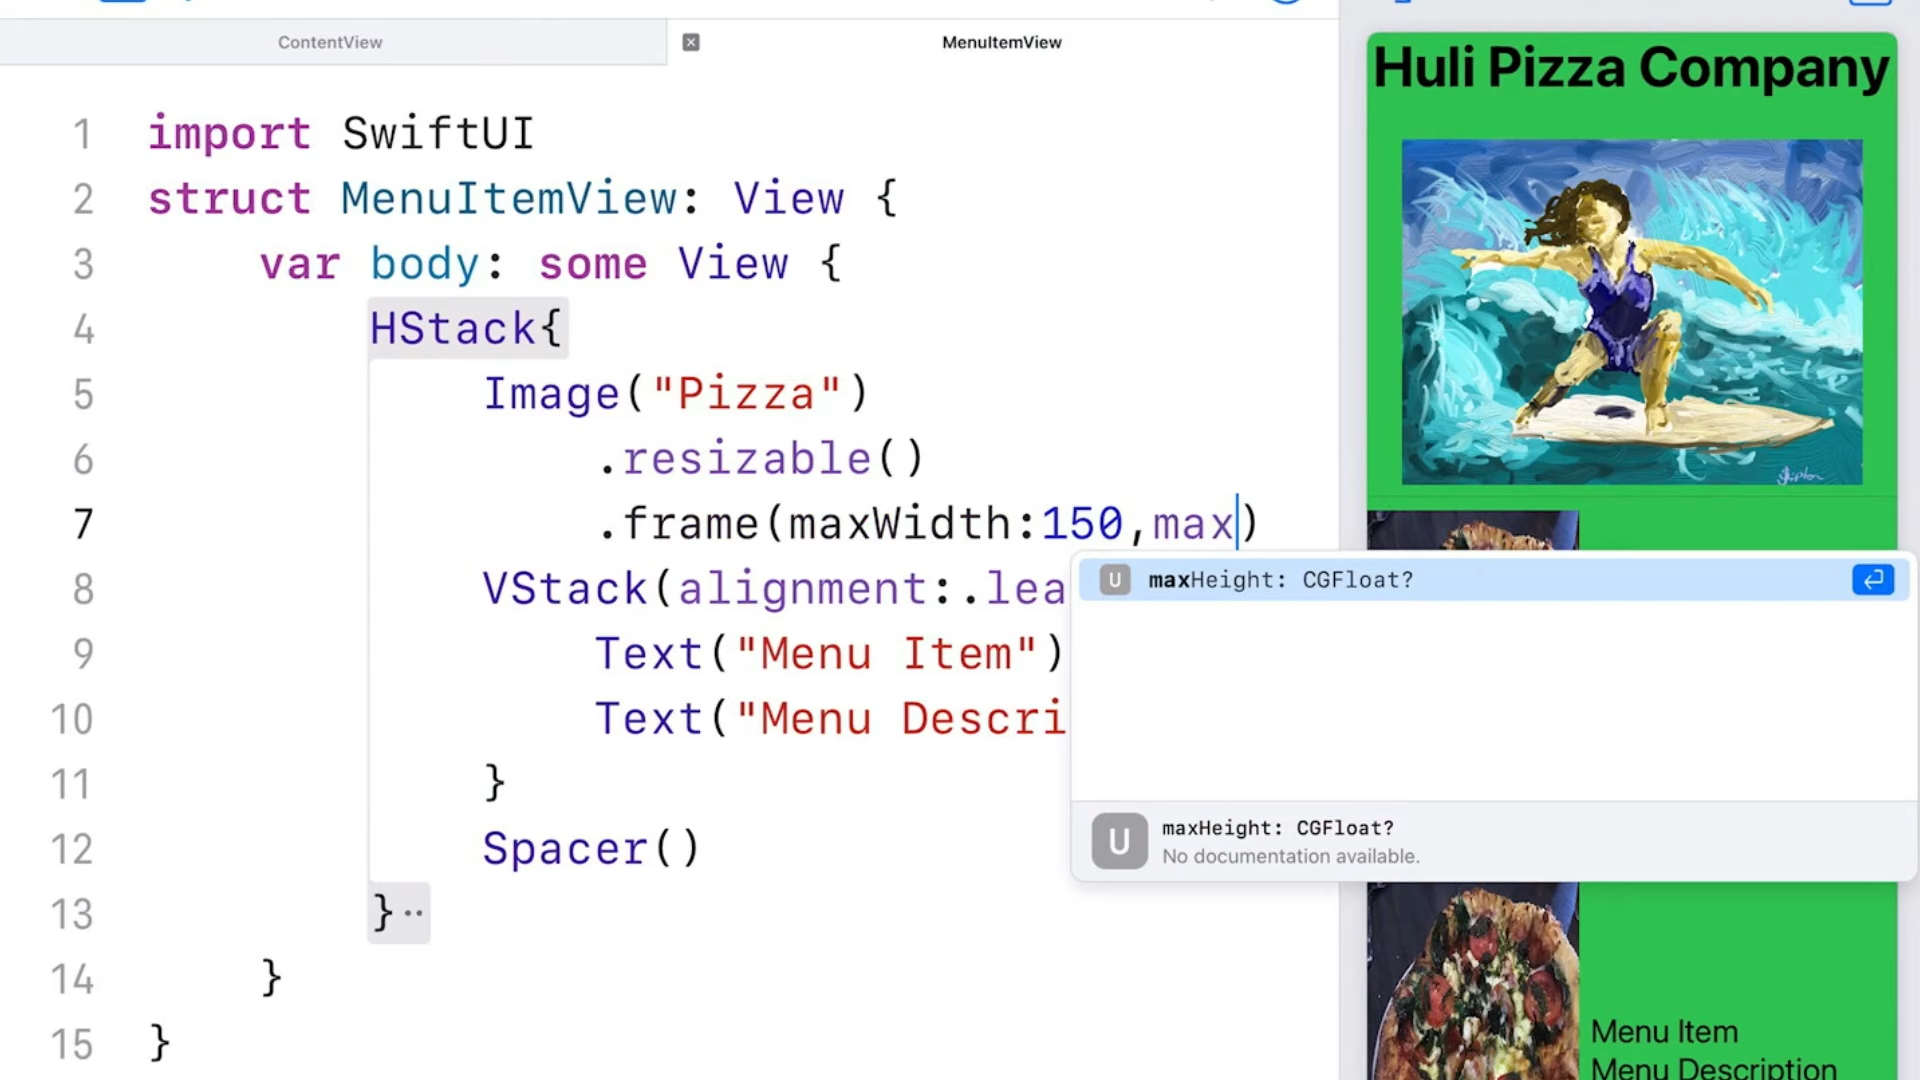 ContentView
MenuItemView
Huli Pizza Company
1 import SwiftUI
2 struct MenuItemView: View {
3 var body: some View {
4 HStack{
5 Image("Pizza")
6 .resizable()
7 .frame(maxWidth:150,max)
8 VStack(alignment:.lea
9 Text("Menu Item")
10 Text("Menu Descri
11 }
12 Spacer()
13 }
14 }
15 }
U maxHeight: CGFloat?
U maxHeight: CGFloat?
No documentation available.
Menu Item
Menu Description